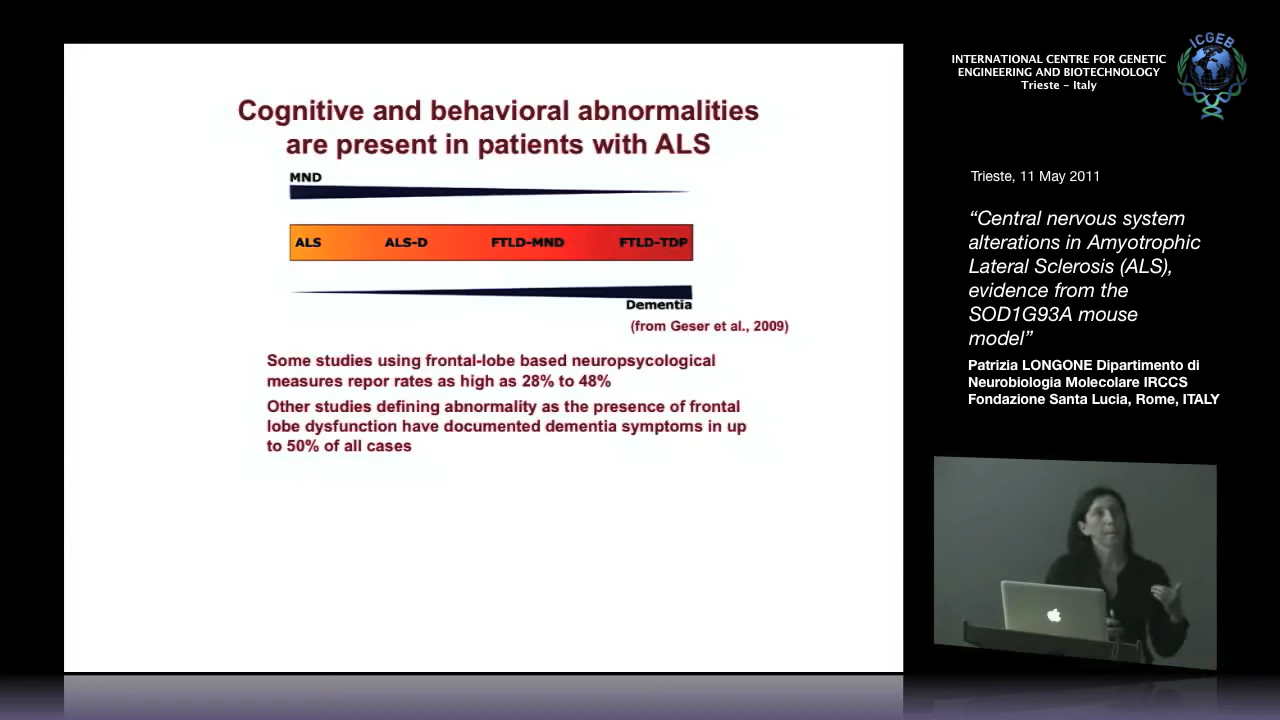 Cognitive and behavioral abnormalities
are present in patients with ALS
MND
ALS ALS-D FTLD-MND FTLD-TDP
Dementia
(from Geser et al., 2009)
Some studies using frontal-lobe based neuropsycological
measures repor rates as high as 28% to 48%
Other studies defining abnormality as the presence of frontal
lobe dysfunction have documented dementia symptoms in up
to 50% of all cases
ICGEB
INTERNATIONAL CENTRE FOR GENETIC
ENGINEERING AND BIOTECHNOLOGY
Trieste - Italy
Trieste, 11 May 2011
“Central nervous system
alterations in Amyotrophic
Lateral Sclerosis (ALS),
evidence from the
SOD1G93A mouse
model”
Patrizia LONGONE Dipartimento di
Neurobiologia Molecolare IRCCS
Fondazione Santa Lucia, Rome, ITALY